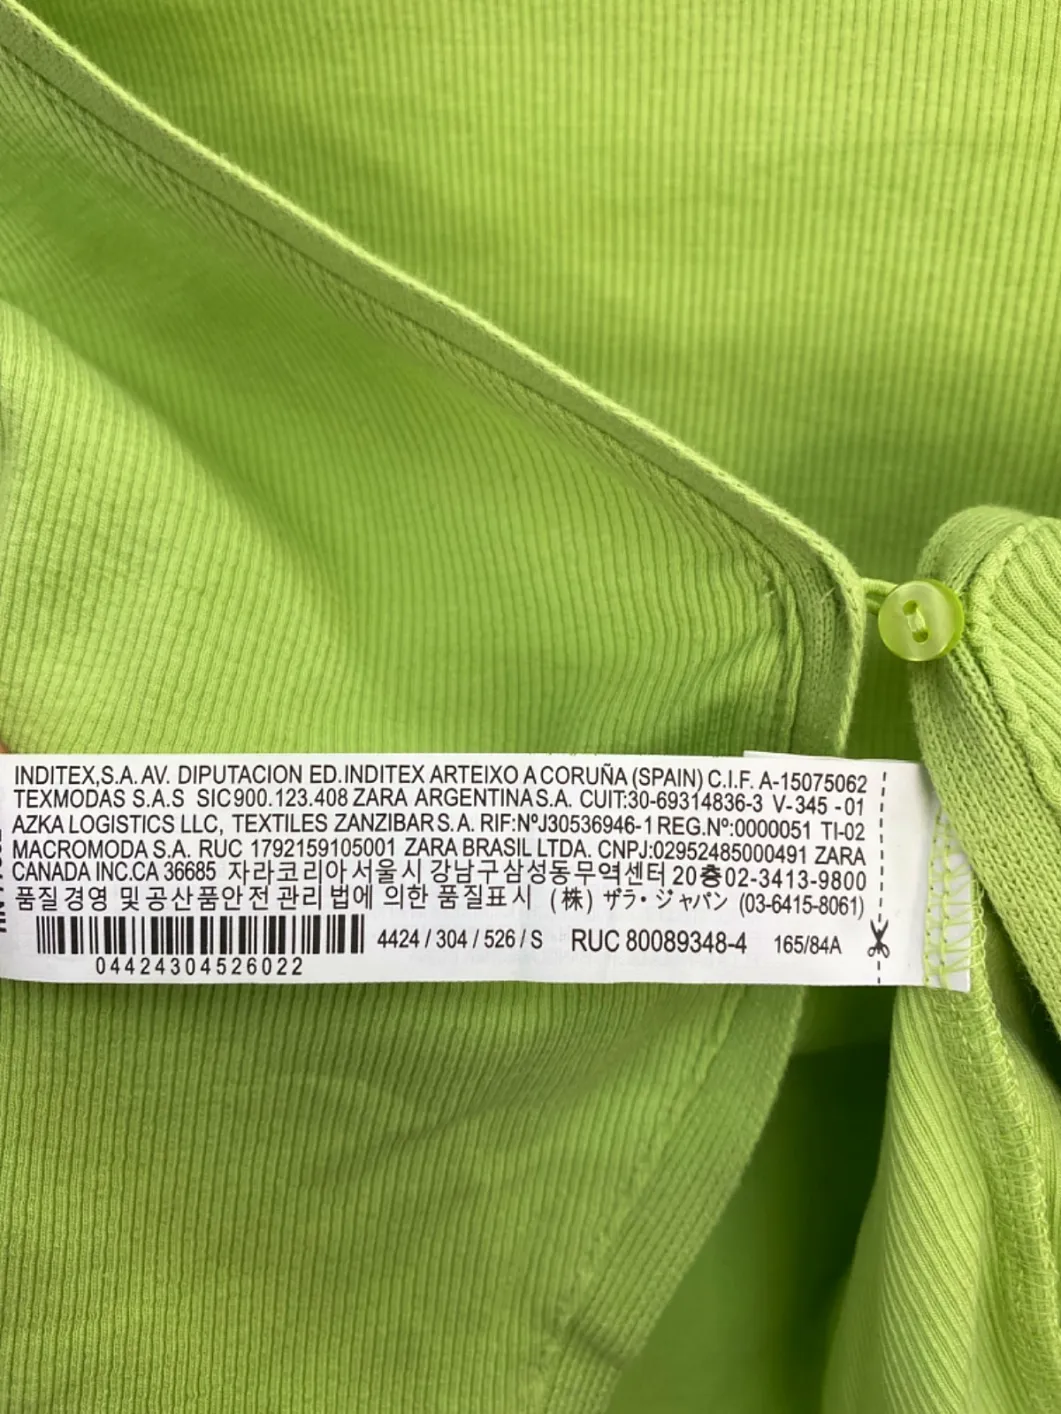 INDITEX,S.A. AV. DIPUTACION ED.INDITEX ARTEIXO A CORUÑA (SPAIN) C.I.F. A-15075062
TEXMODAS S.A.S SIC900.123.408 ZARA ARGENTINA S.A. CUIT:30-69314836-3 V-345 -01
AZKA LOGISTICS LLC, TEXTILES ZANZIBAR S.A. RIF:NºJ30536946-1 REG.Nº:0000051 TI-02
MACROMODA S.A. RUC 1792159105001 ZARA BRASIL LTDA. CNPJ:02952485000491 ZARA
CANADA INC.CA 36685 자라코리아 서울시 강남구삼성동무역센터 20층02-3413-9800
품질경영 및공산품안전관리법에 의한 품질표시 (株) ザラ・ジャパン (03-6415-8061)
4424 / 304 / 526 / S RUC 80089348-4 165/84A
04424304526022